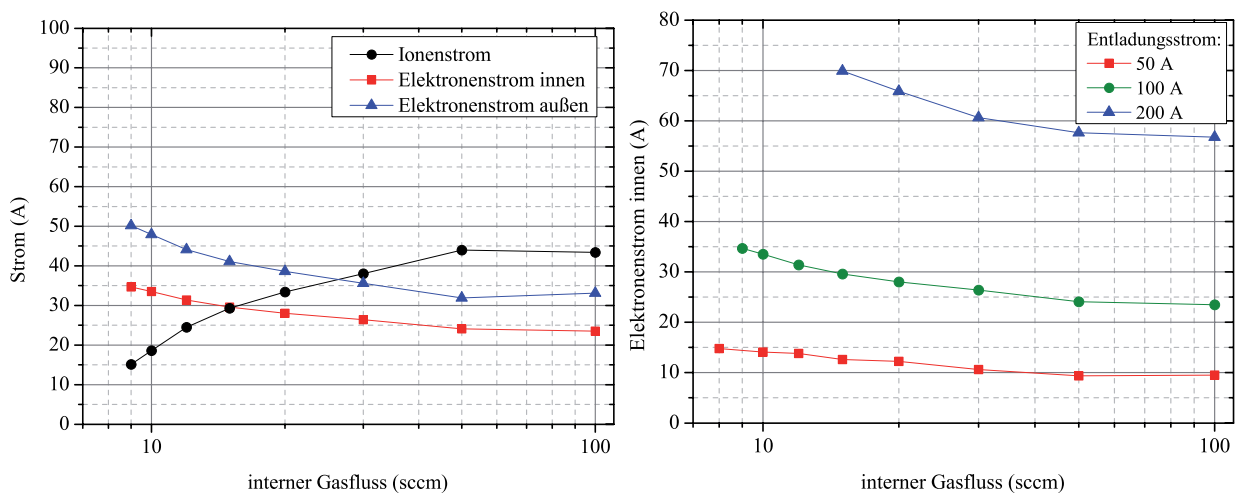 Strom (A)
100
90
80
70
60
50
40
30
20
10
0
Ionenstrom
Elektronenstrom innen
Elektronenstrom außen
10
100
interner Gasfluss (sccm)
Elektronenstrom innen (A)
80
70
60
50
40
30
20
10
0
Entladungsstrom:
50 A
100 A
200 A
10
100
interner Gasfluss (sccm)